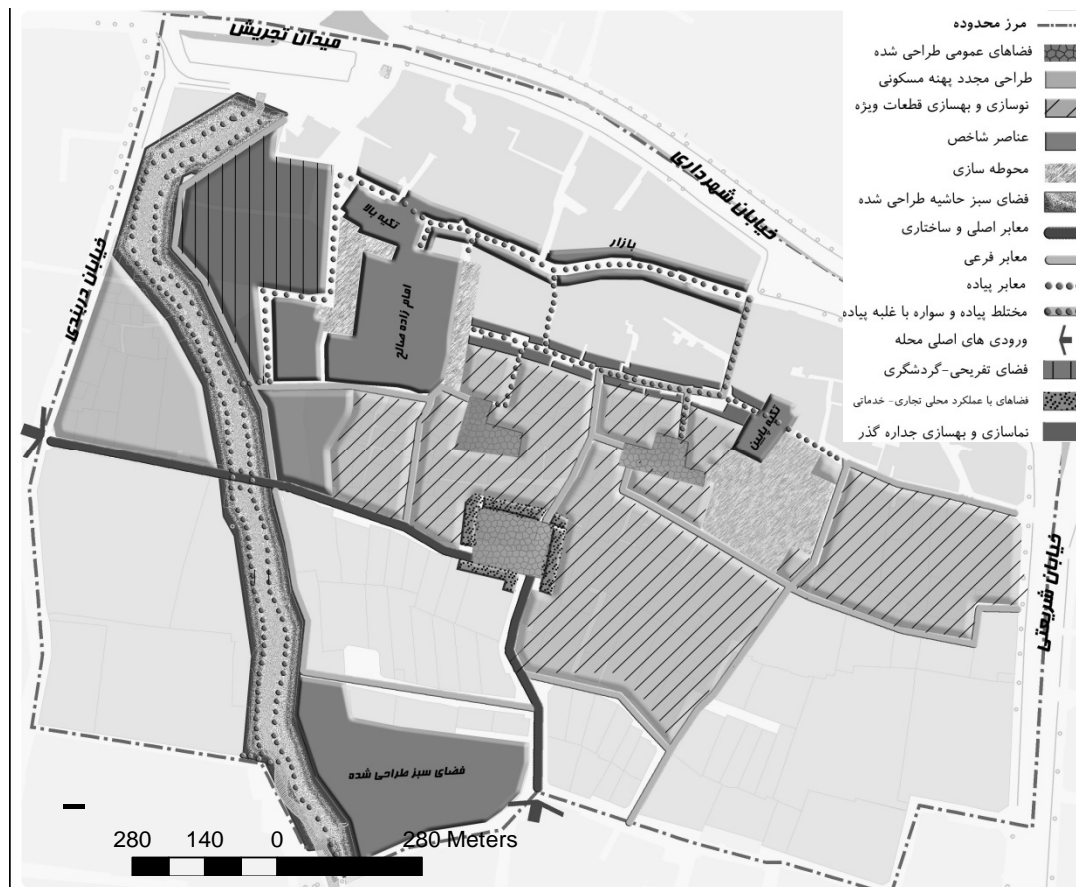 میدان تجریش
خیابان شهرداری
خیابان دربندی
خیابان شریعتی
تکیه بالا
بازار
امام زاده صالح
تکیه پایین
فضای سبز طراحی شده
مرز محدوده
فضاهای عمومی طراحی شده
طراحی مجدد پهنه مسکونی
نوسازی و بهسازی قطعات ویژه
عناصر شاخص
محوطه سازی
فضای سبز حاشیه طراحی شده
معابر اصلی و ساختاری
معابر فرعی
معابر پیاده
مختلط پیاده و سواره با غلبه پیاده
ورودی های اصلی محله
فضای تفریحی-گردشگری
فضاهای با عملکرد محلی تجاری- خدماتی
نماسازی و بهسازی جداره گذر
280 140 0 280 Meters